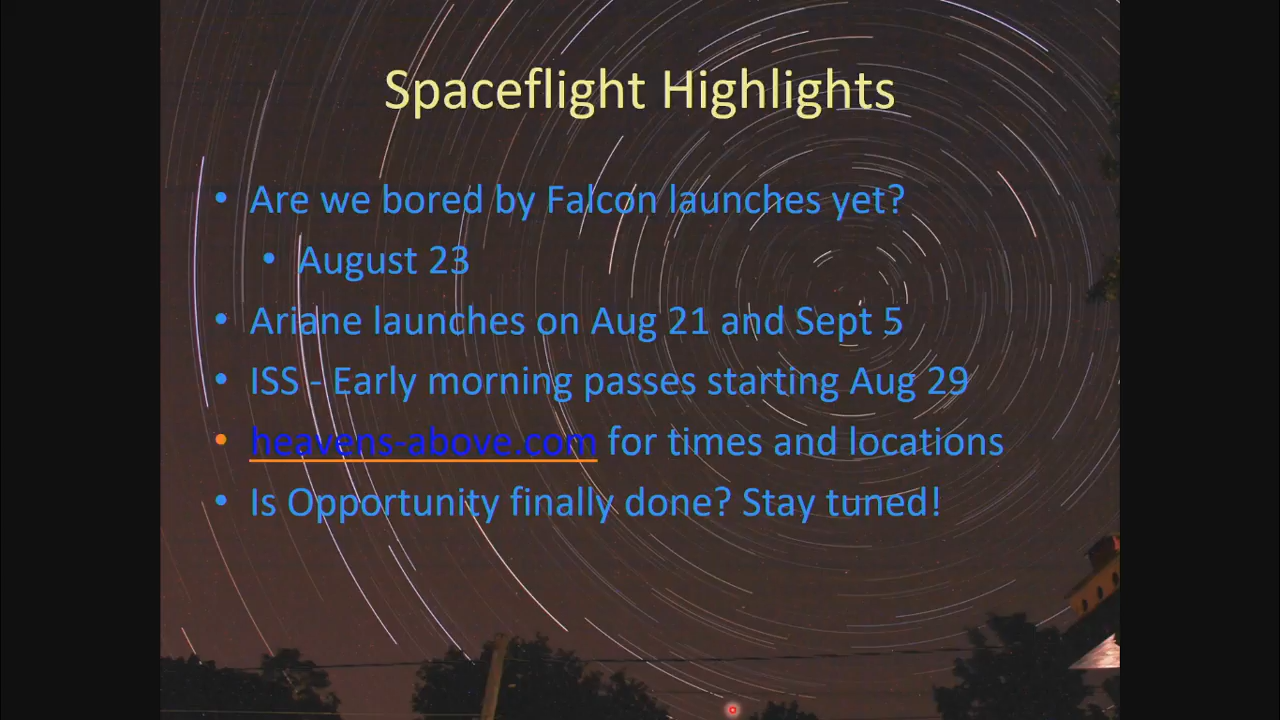 Spaceflight Highlights
• Are we bored by Falcon launches yet?
• August 23
• Ariane launches on Aug 21 and Sept 5
• ISS - Early morning passes starting Aug 29
• heavens-above.com for times and locations
• Is Opportunity finally done? Stay tuned!